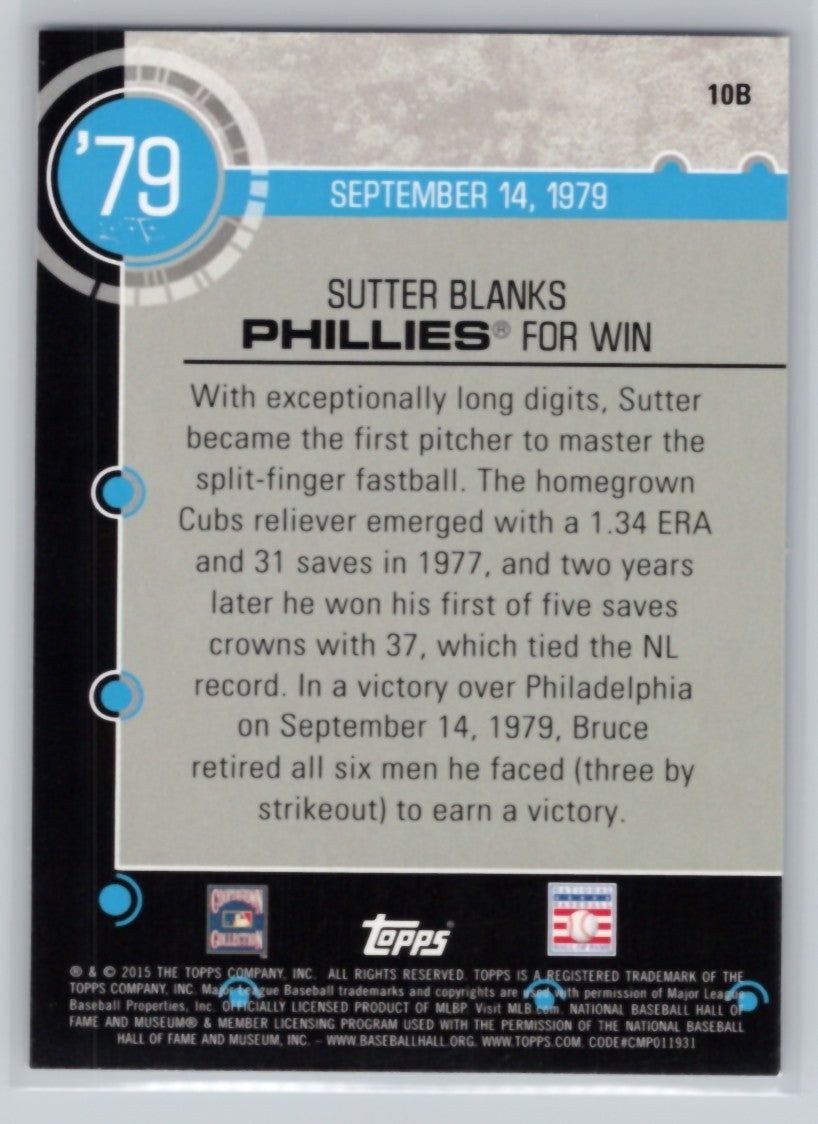 10B
'79
SEPTEMBER 14, 1979
SUTTER BLANKS
PHILLIES® FOR WIN
With exceptionally long digits, Sutter
became the first pitcher to master the
split-finger fastball. The homegrown
Cubs reliever emerged with a 1.34 ERA
and 31 saves in 1977, and two years
later he won his first of five saves
crowns with 37, which tied the NL
record. In a victory over Philadelphia
on September 14, 1979, Bruce
retired all six men he faced (three by
strikeout) to earn a victory.
COOPERSTOWN
COLLECTION
topps®
NATIONAL
BASEBALL
HALL OF FAME
® & © 2015 THE TOPPS COMPANY, INC. ALL RIGHTS RESERVED. TOPPS IS A REGISTERED TRADEMARK OF THE
TOPPS COMPANY, INC. Major League Baseball trademarks and copyrights are used with permission of Major League
Baseball Properties, Inc. OFFICIALLY LICENSED PRODUCT OF MLBP. Visit MLB.com. NATIONAL BASEBALL HALL OF
FAME AND MUSEUM® & MEMBER LICENSING PROGRAM USED WITH THE PERMISSION OF THE NATIONAL BASEBALL
HALL OF FAME AND MUSEUM, INC. – WWW.BASEBALLHALL.ORG. WWW.TOPPS.COM. CODE#CMP011931